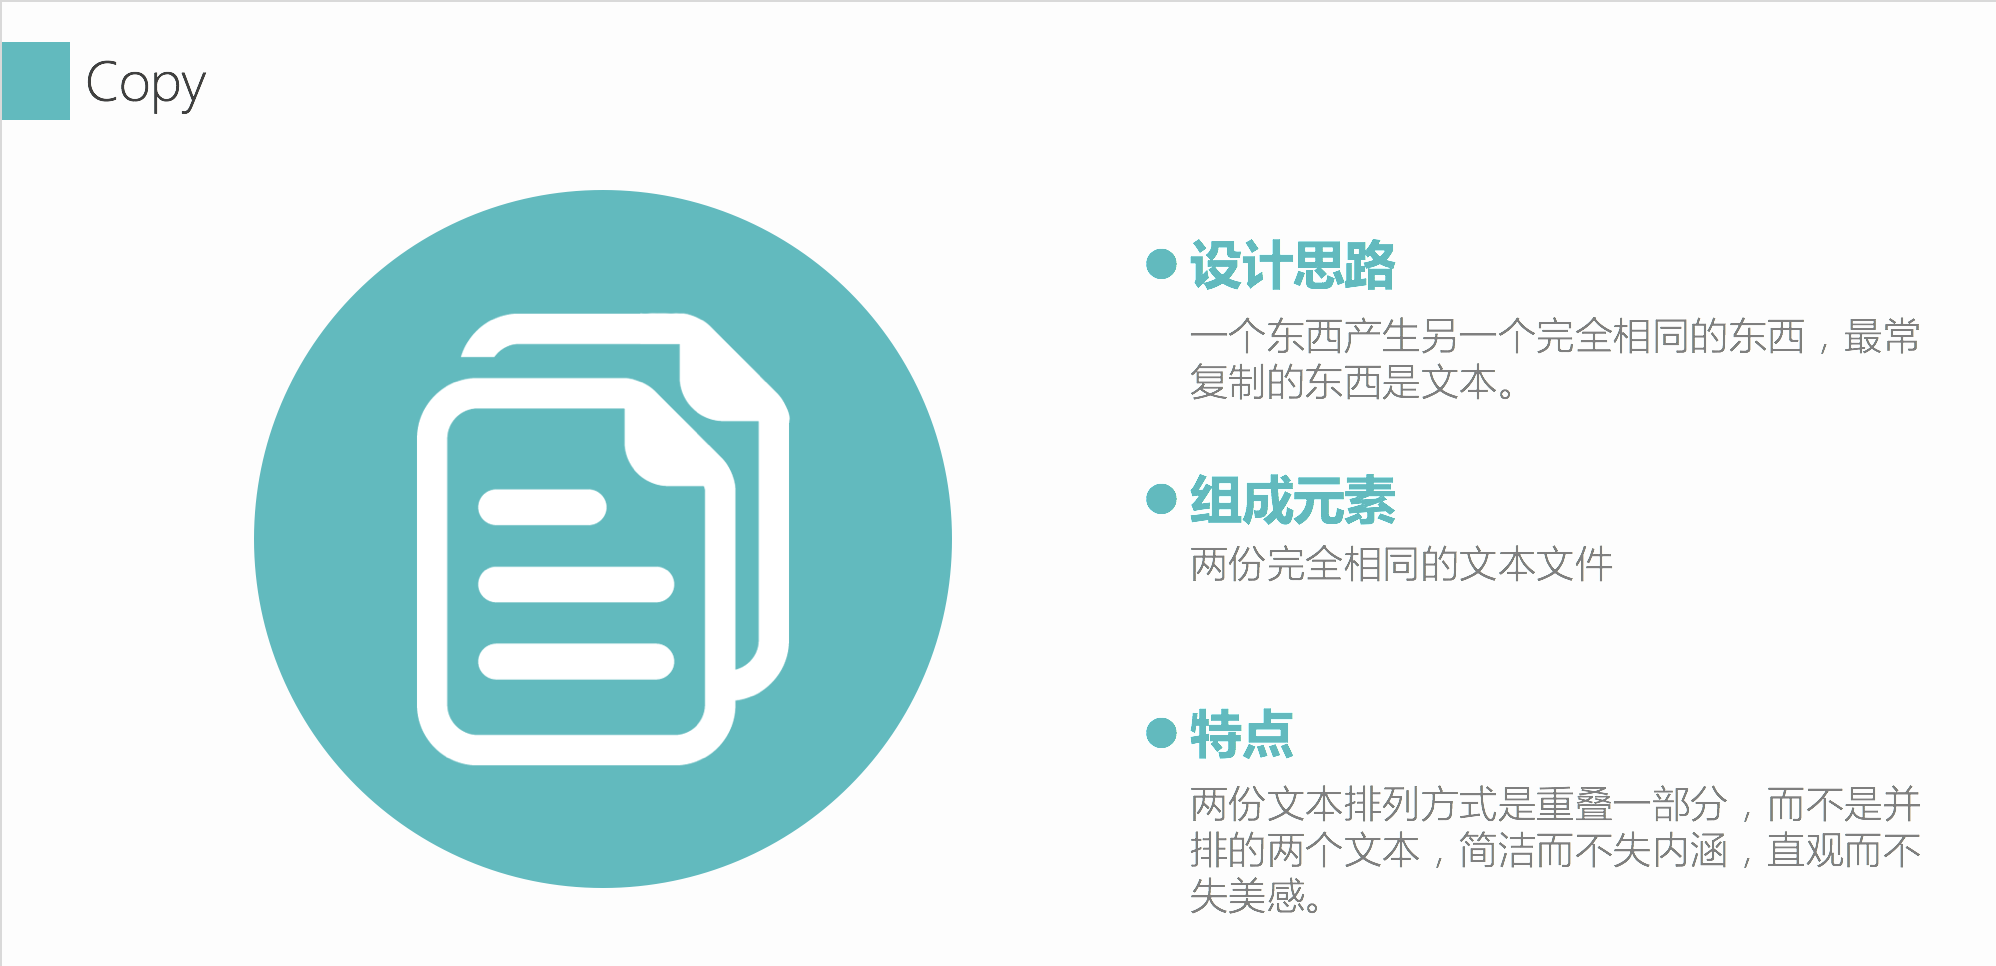 Copy
设计思路
一个东西产生另一个完全相同的东西，最常
复制的东西是文本。
组成元素
两份完全相同的文本文件
特点
两份文本排列方式是重叠一部分，而不是并
排的两个文本，简洁而不失内涵，直观而不
失美感。